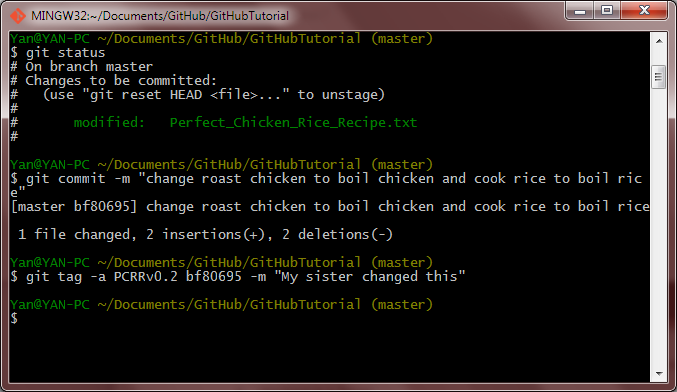 MINGW32:~/Documents/GitHub/GitHubTutorial
Yan@YAN-PC ~/Documents/GitHub/GitHubTutorial (master)
$ git status
# On branch master
# Changes to be committed:
#   (use "git reset HEAD <file>..." to unstage)
#
#       modified:   Perfect_Chicken_Rice_Recipe.txt
#
Yan@YAN-PC ~/Documents/GitHub/GitHubTutorial (master)
$ git commit -m "change roast chicken to boil chicken and cook rice to boil ric
e"
[master bf80695] change roast chicken to boil chicken and cook rice to boil rice
 1 file changed, 2 insertions(+), 2 deletions(-)
Yan@YAN-PC ~/Documents/GitHub/GitHubTutorial (master)
$ git tag -a PCRRv0.2 bf80695 -m "My sister changed this"
Yan@YAN-PC ~/Documents/GitHub/GitHubTutorial (master)
$